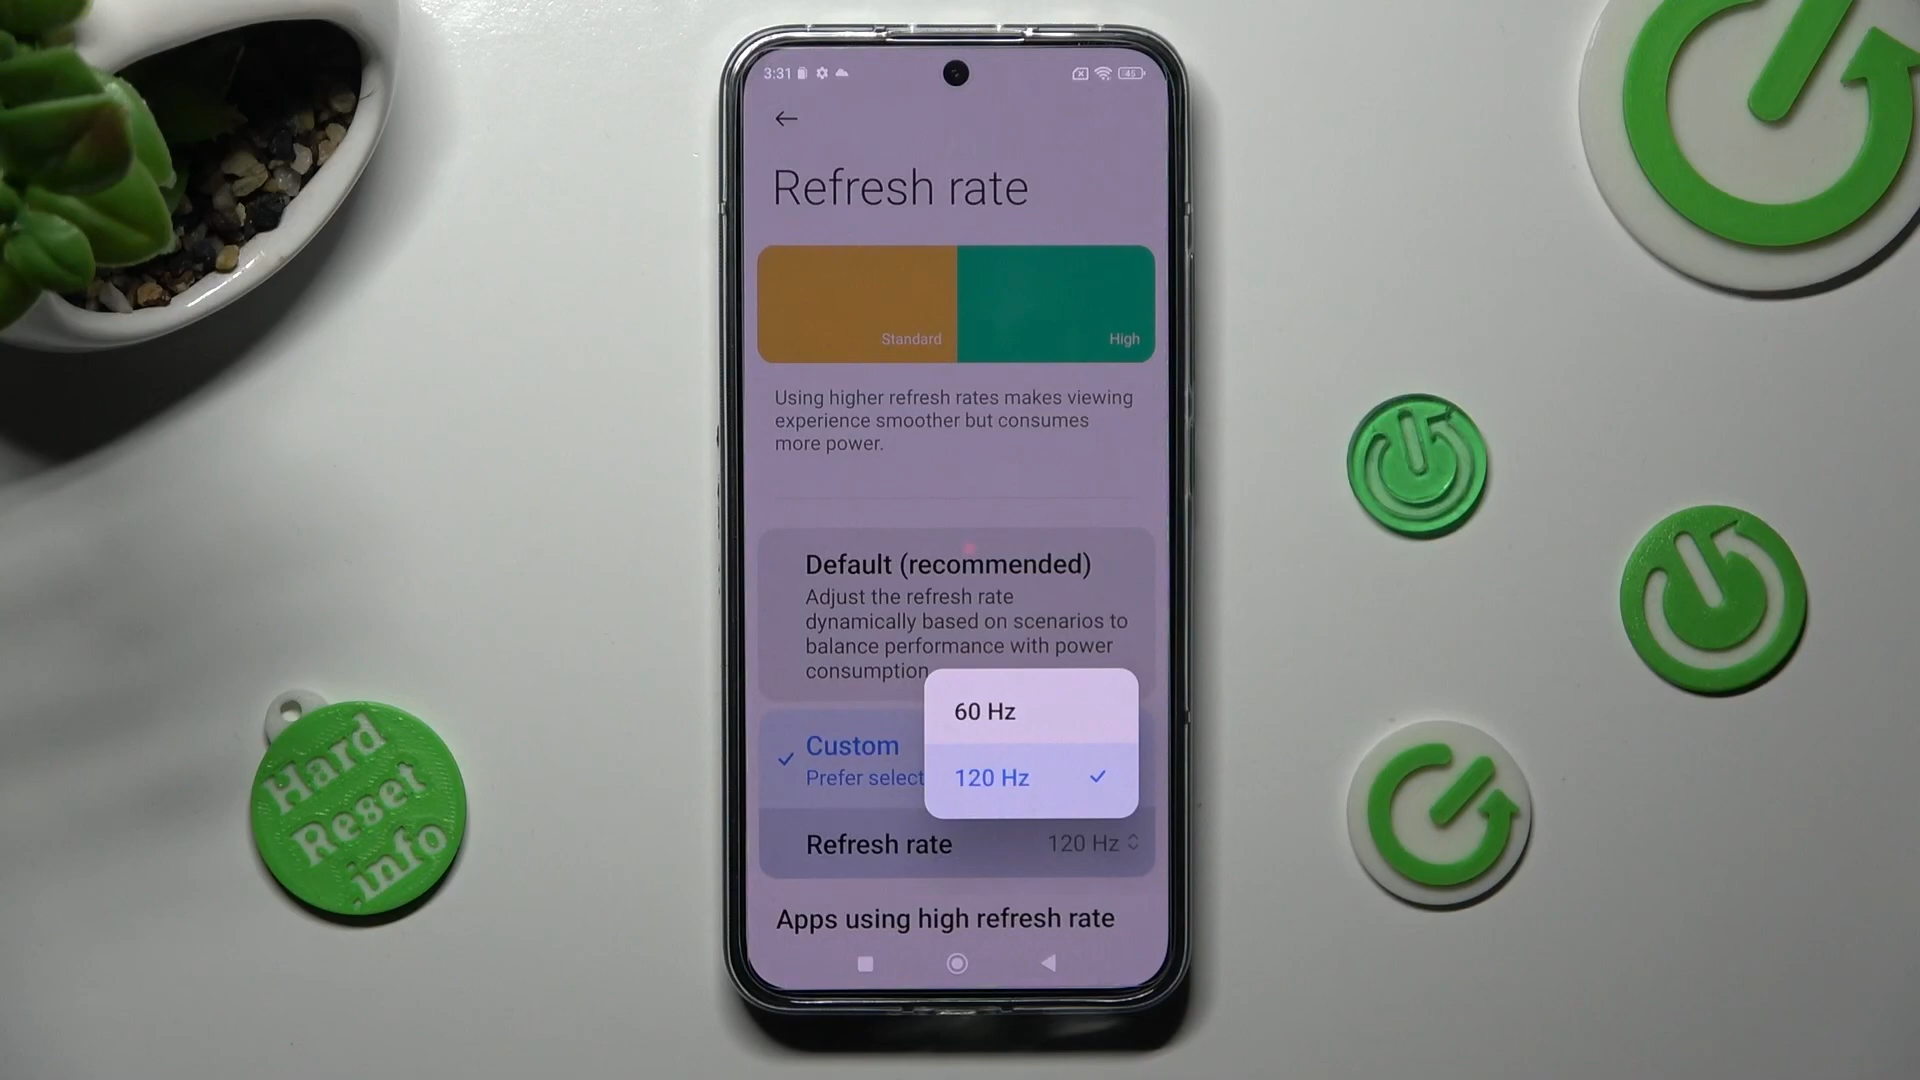 3:31
45
Refresh rate
Standard
High
Using higher refresh rates makes viewing
experience smoother but consumes
more power.
Default (recommended)
Adjust the refresh rate
dynamically based on scenarios to
balance performance with power
consumption
60 Hz
Custom
Prefer select
120 Hz
Refresh rate
120 Hz
Apps using high refresh rate
Hard
Reset
.info